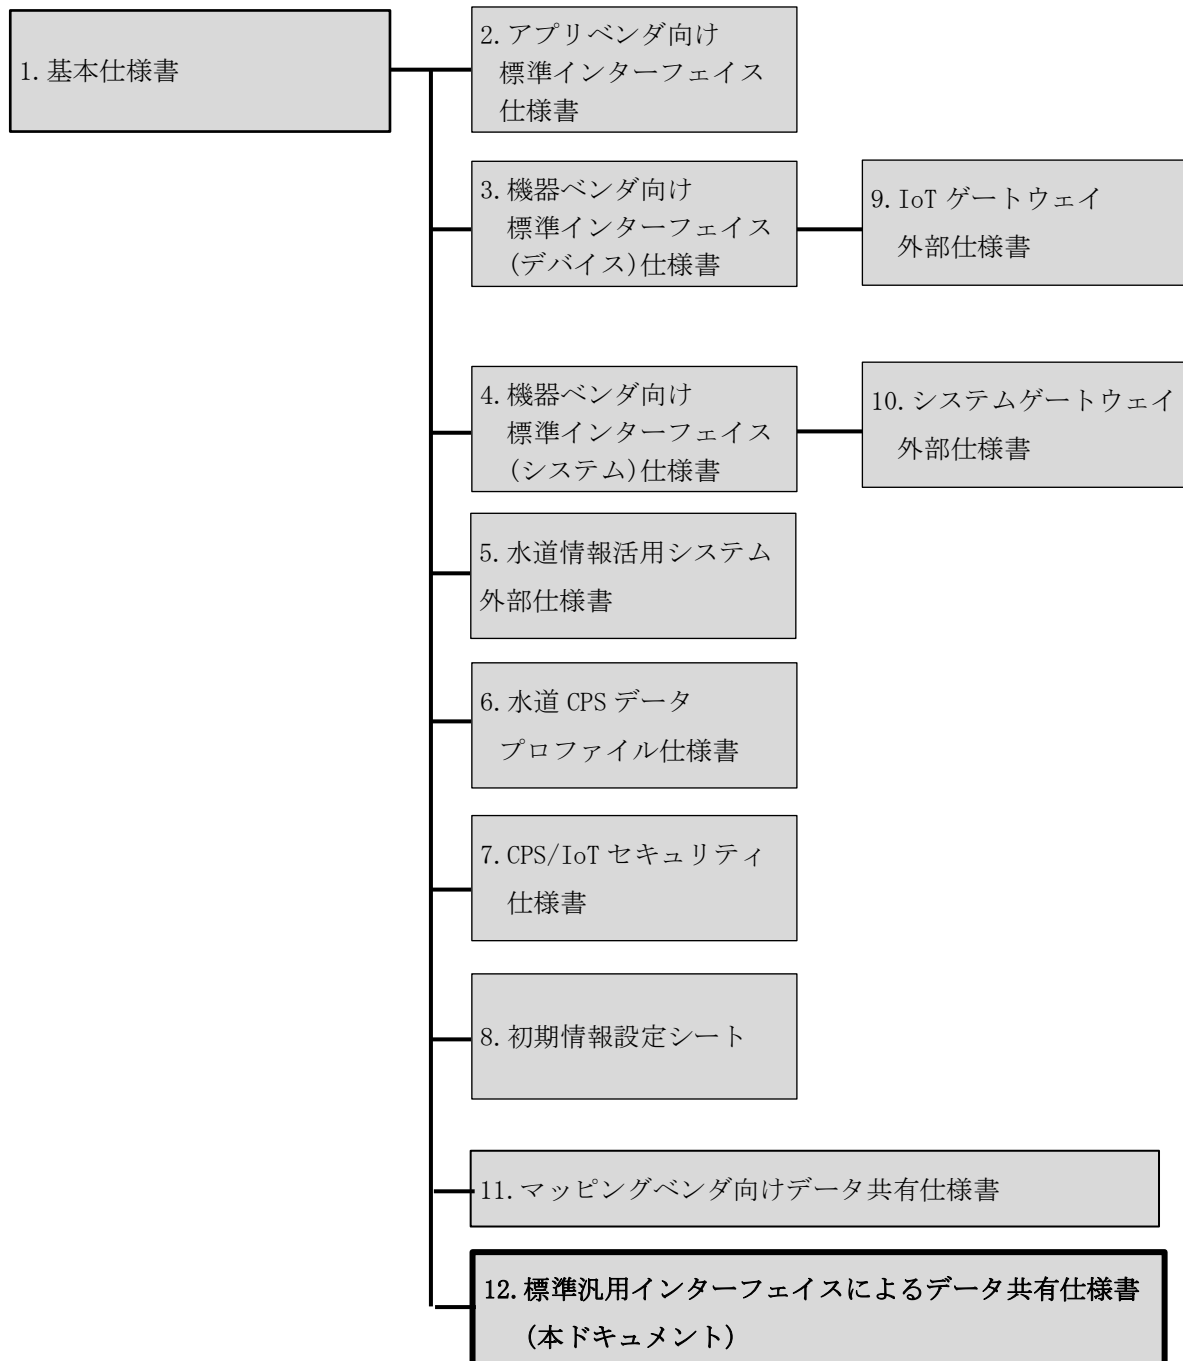 1.基本仕様書
2.アプリベンダ向け
標準インターフェイス
仕様書
3.機器ベンダ向け
標準インターフェイス
(デバイス)仕様書
9.IoT ゲートウェイ
外部仕様書
4.機器ベンダ向け
標準インターフェイス
(システム)仕様書
10.システムゲートウェイ
外部仕様書
5.水道情報活用システム
外部仕様書
6.水道 CPS データ
プロファイル仕様書
7.CPS/IoT セキュリティ
仕様書
8.初期情報設定シート
11.マッピングベンダ向けデータ共有仕様書
12.標準汎用インターフェイスによるデータ共有仕様書
(本ドキュメント)